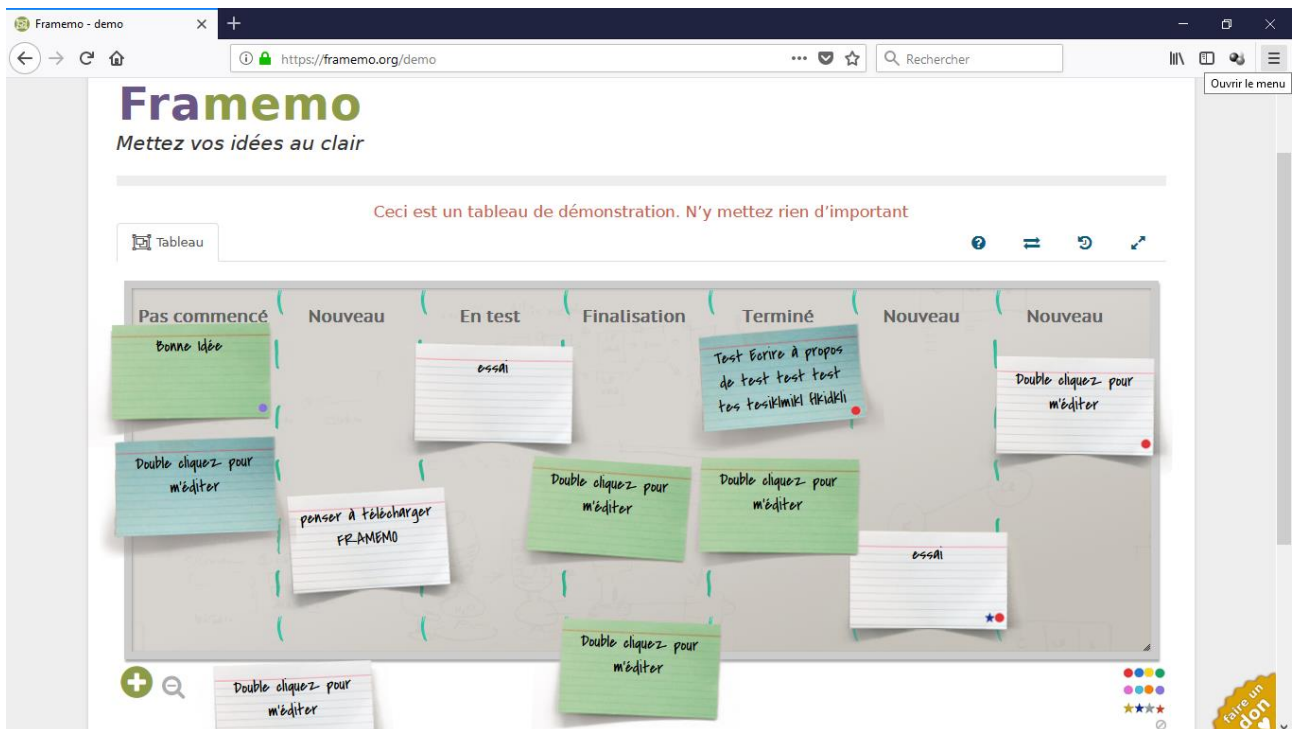 Framemo - demo
https://framemo.org/demo
Rechercher
Ouvrir le menu
Framemo
Mettez vos idées au clair
Ceci est un tableau de démonstration. N'y mettez rien d'important
Tableau
Pas commencé
Nouveau
En test
Finalisation
Terminé
Nouveau
Nouveau
Bonne Idée
essai
Test Ecrire à propos
de test test test
tes tesiklmikl
Double cliquez pour
m'éditer
Double cliquez pour
m'éditer
penser à télécharger
FRAMEMO
Double cliquez pour
m'éditer
Double cliquez pour
m'éditer
essai
Double cliquez pour
m'éditer
Double cliquez pour
m'éditer
faire un
don